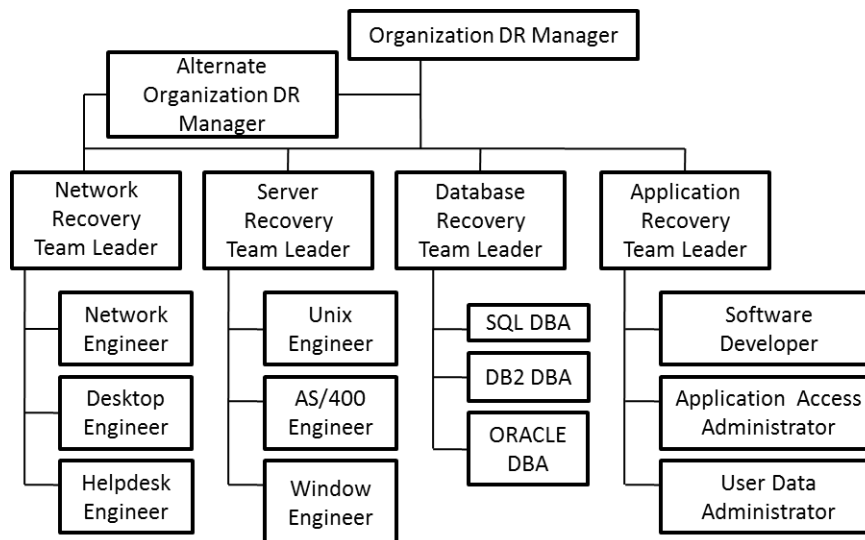 Organization DR Manager
Alternate
Organization DR
Manager
Network
Recovery
Team Leader
Server
Recovery
Team Leader
Database
Recovery
Team Leader
Application
Recovery
Team Leader
Network
Engineer
Desktop
Engineer
Helpdesk
Engineer
Unix
Engineer
AS/400
Engineer
Window
Engineer
SQL DBA
DB2 DBA
ORACLE
DBA
Software
Developer
Application Access
Administrator
User Data
Administrator